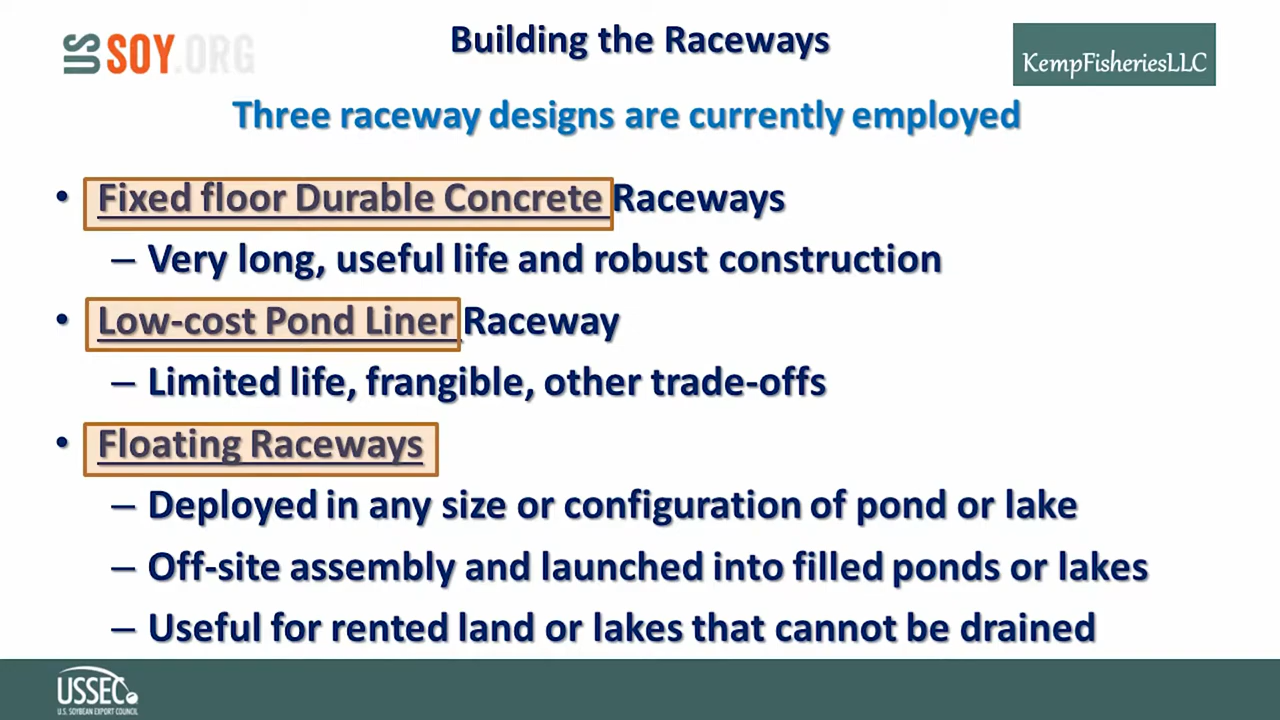 US SOY.ORG
Building the Raceways
KempFisheriesLLC
Three raceway designs are currently employed
• Fixed floor Durable Concrete Raceways
– Very long, useful life and robust construction
• Low-cost Pond Liner Raceway
– Limited life, frangible, other trade-offs
• Floating Raceways
– Deployed in any size or configuration of pond or lake
– Off-site assembly and launched into filled ponds or lakes
– Useful for rented land or lakes that cannot be drained
USSEC
U.S. SOYBEAN EXPORT COUNCIL